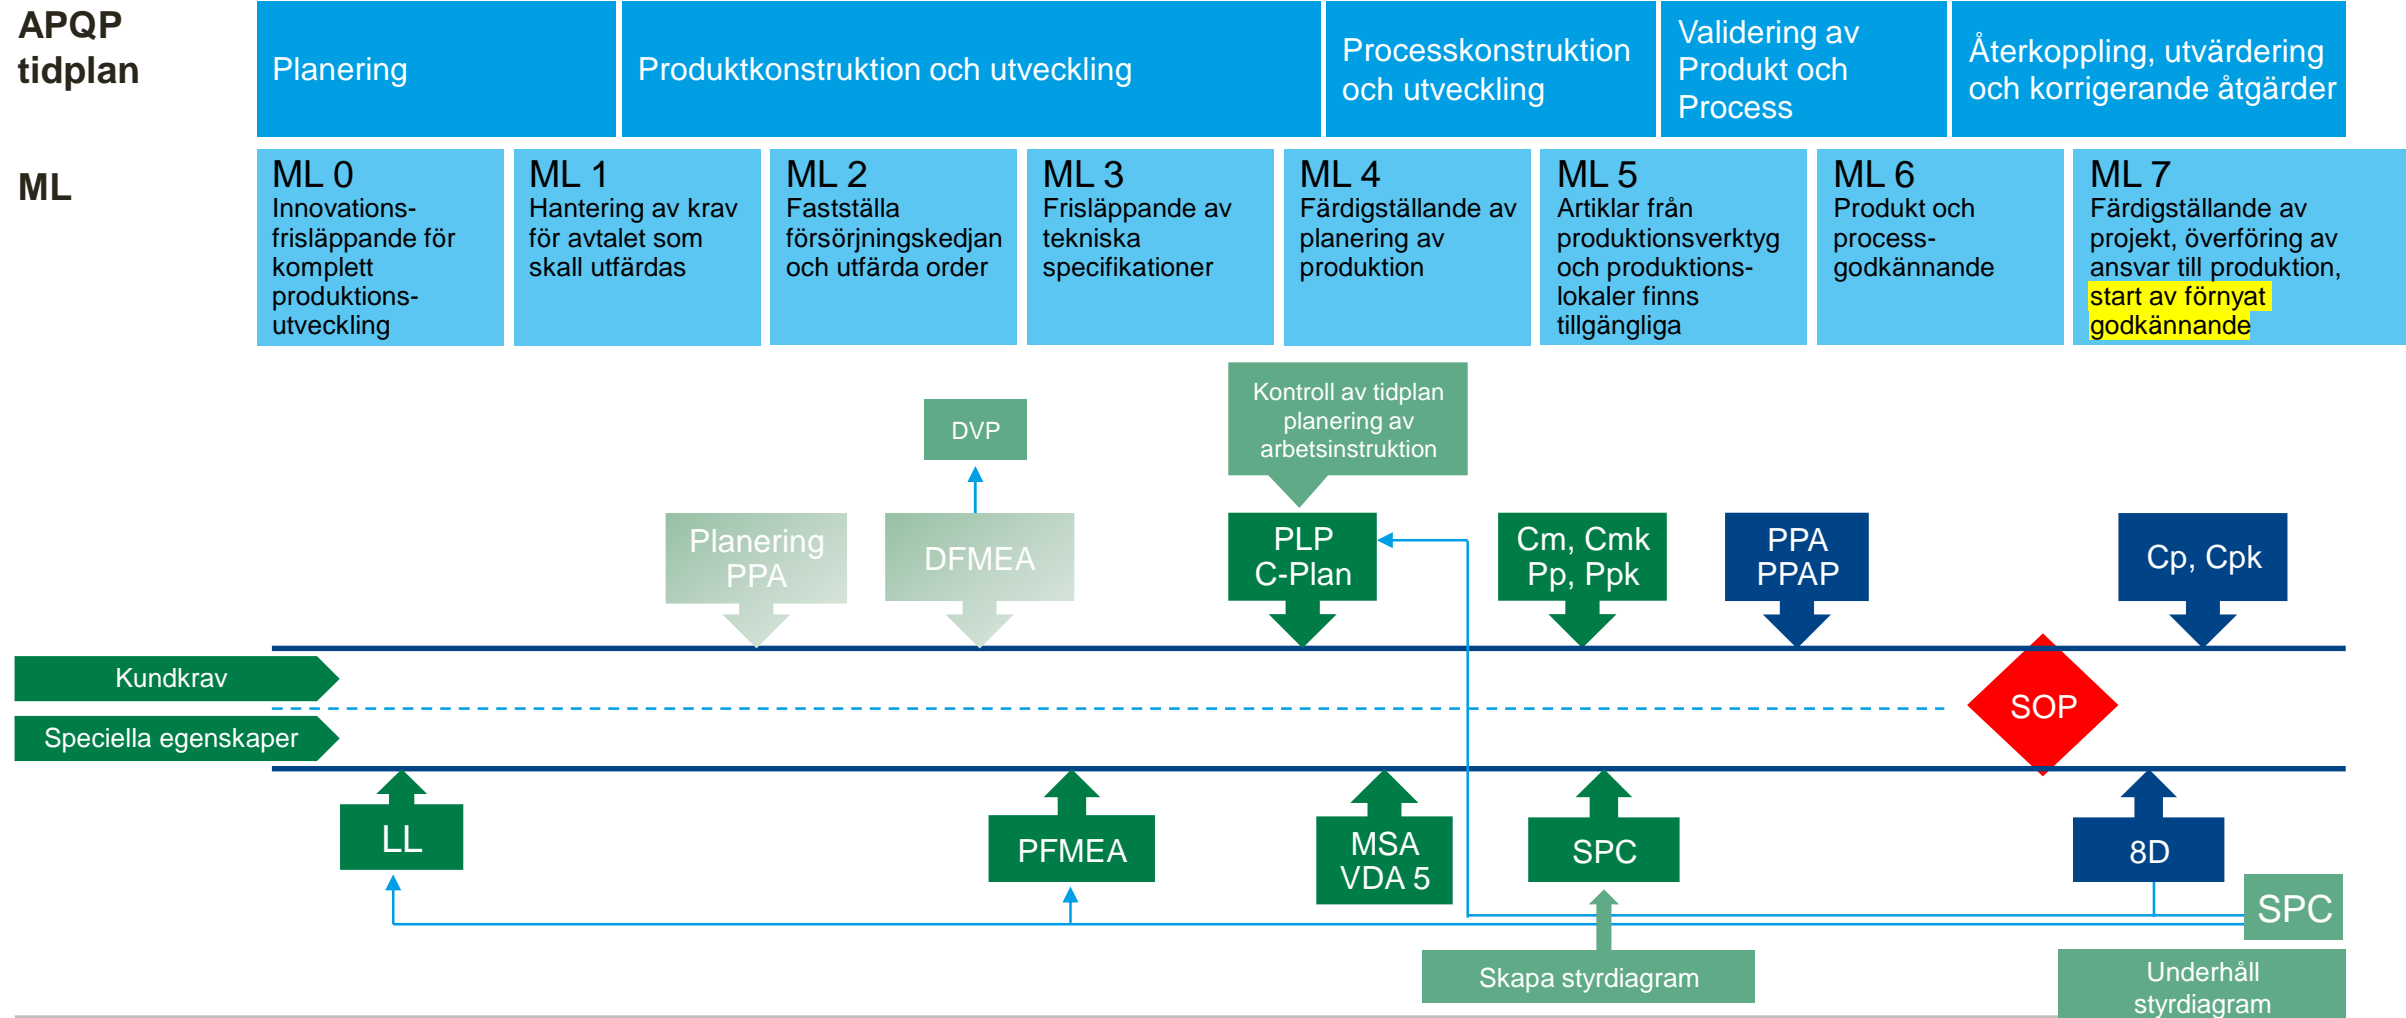 APQP
tidplan
Planering
Produktkonstruktion och utveckling
Processkonstruktion
och utveckling
Validering av
Produkt och
Process
Återkoppling, utvärdering
och korrigerande åtgärder
ML
ML 0
Innovations-
frisläppande för
komplett
produktions-
utveckling
ML 1
Hantering av krav
för avtalet som
skall utfärdas
ML 2
Fastställa
försörjningskedjan
och utfärda order
ML 3
Frisläppande av
tekniska
specifikationer
ML 4
Färdigställande av
planering av
produktion
ML 5
Artiklar från
produktionsverktyg
och produktions-
lokaler finns
tillgängliga
ML 6
Produkt och
process-
godkännande
ML 7
Färdigställande av
projekt, överföring av
ansvar till produktion,
start av förnyat
godkännande
Kontroll av tidplan
planering av
arbetsinstruktion
DVP
Planering
PPA
DFMEA
PLP
C-Plan
Cm, Cmk
Pp, Ppk
PPA
PPAP
Cp, Cpk
Kundkrav
SOP
Speciella egenskaper
LL
PFMEA
MSA
VDA 5
SPC
8D
SPC
Skapa styrdiagram
Underhåll
styrdiagram